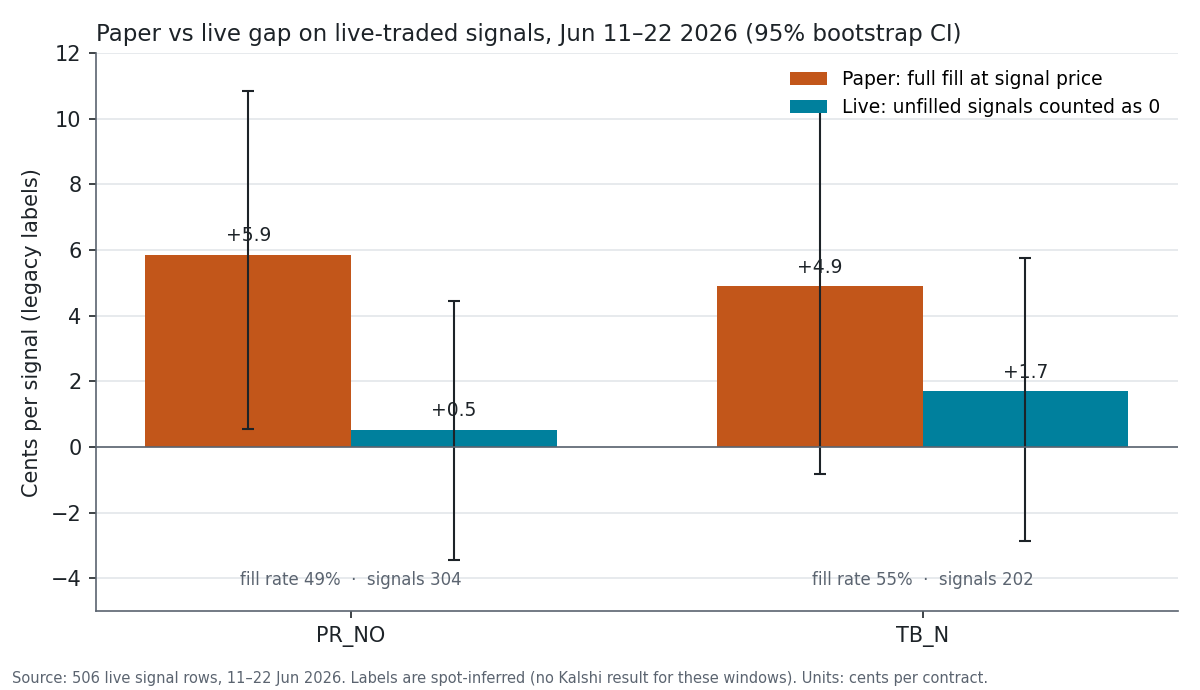 Paper vs live gap on live-traded signals, Jun 11–22 2026 (95% bootstrap CI)
Paper: full fill at signal price
Live: unfilled signals counted as 0
Cents per signal (legacy labels)
12
10
8
6
4
2
0
−2
−4
+5.9
+0.5
+4.9
+1.7
fill rate 49% · signals 304
fill rate 55% · signals 202
PR_NO
TB_N
Source: 506 live signal rows, 11–22 Jun 2026. Labels are spot-inferred (no Kalshi result for these windows). Units: cents per contract.